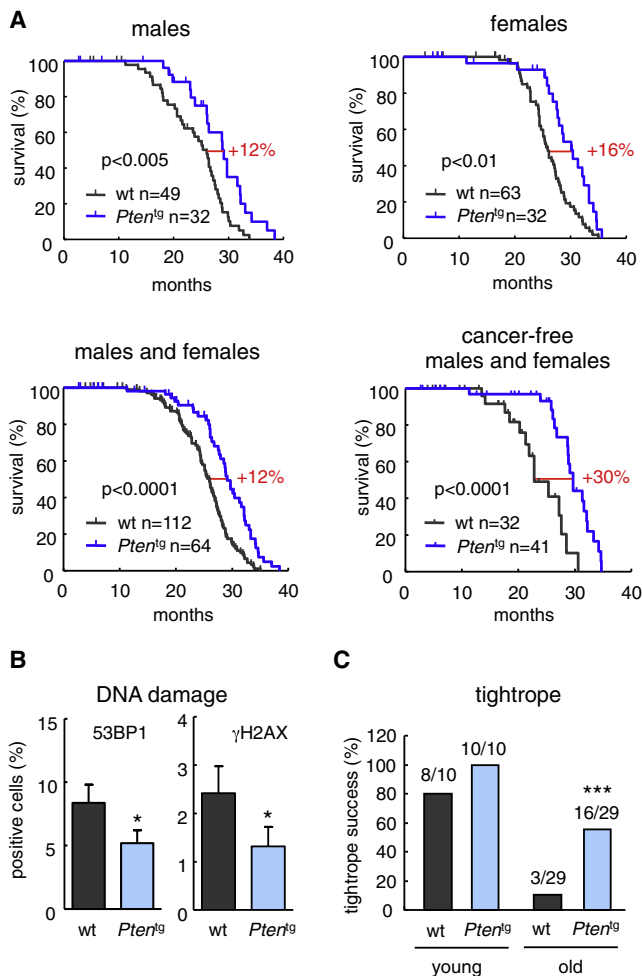 A
males
100
80
60
40
20
0
survival (%)
+12%
p<0.005
wt n=49
Pten^tg n=32
0 10 20 30 40
months
females
100
80
60
40
20
0
survival (%)
+16%
p<0.01
wt n=63
Pten^tg n=32
0 10 20 30 40
months
males and females
100
80
60
40
20
0
survival (%)
+12%
p<0.0001
wt n=112
Pten^tg n=64
0 10 20 30 40
months
cancer-free
males and females
100
80
60
40
20
0
survival (%)
+30%
p<0.0001
wt n=32
Pten^tg n=41
0 10 20 30 40
months
B
DNA damage
positive cells (%)
53BP1
15
10
5
0
*
wt Pten^tg
γH2AX
4
3
2
1
0
*
wt Pten^tg
C
tightrope
tightrope success (%)
120
100
80
60
40
20
0
8/10
10/10
3/29
***
16/29
wt Pten^tg wt Pten^tg
young old